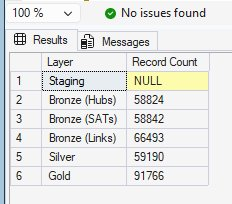 100 %
No issues found
Results
Messages
Layer Record Count
1 Staging NULL
2 Bronze (Hubs) 58824
3 Bronze (SATs) 58842
4 Bronze (Links) 66493
5 Silver 59190
6 Gold 91766